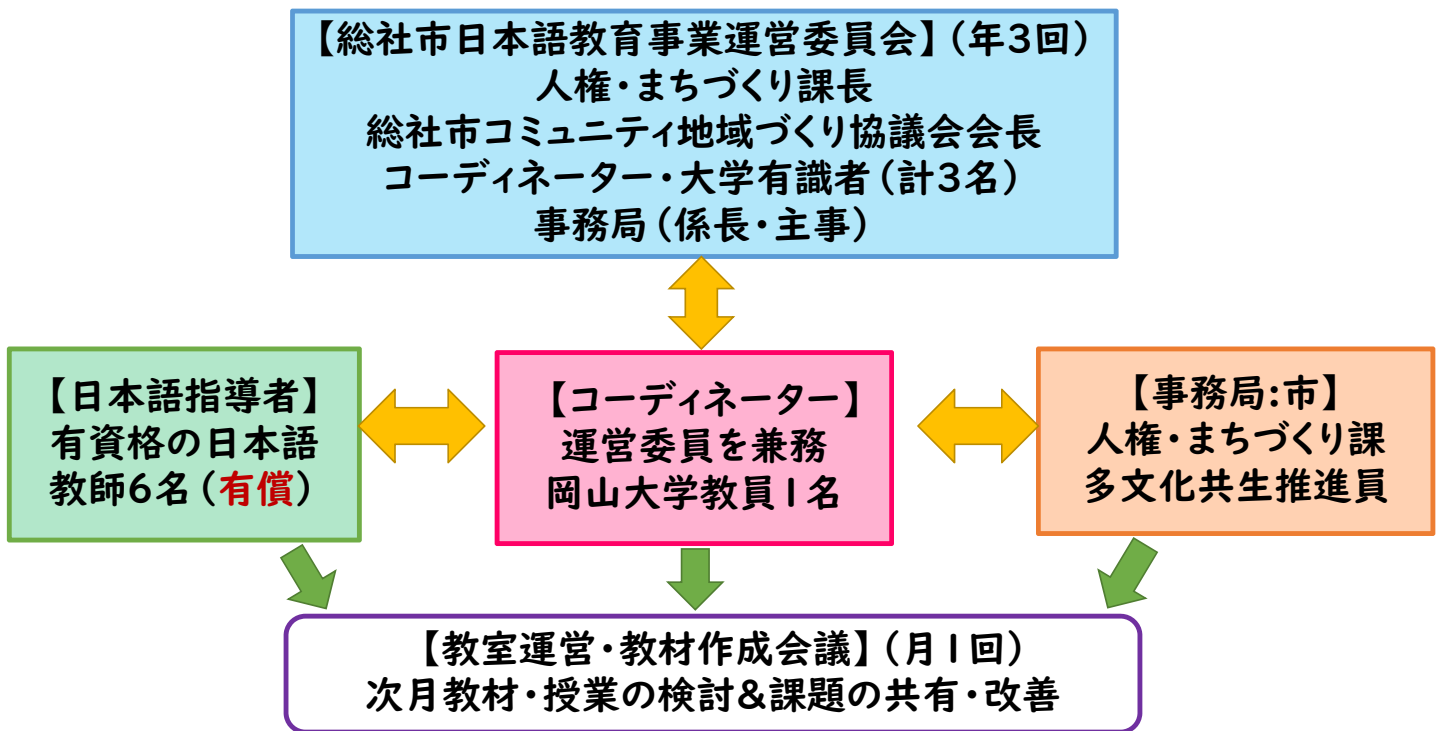 【総社市日本語教育事業運営委員会】(年3回)
人権・まちづくり課長
総社市コミュニティ地域づくり協議会会長
コーディネーター・大学有識者(計3名)
事務局(係長・主事)
【日本語指導者】
有資格の日本語
教師6名(有償)
【コーディネーター】
運営委員を兼務
岡山大学教員1名
【事務局:市】
人権・まちづくり課
多文化共生推進員
【教室運営・教材作成会議】(月1回)
次月教材・授業の検討&課題の共有・改善